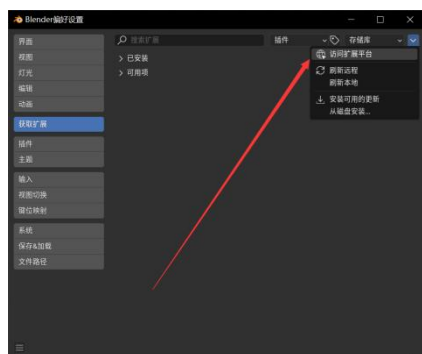 Blender偏好设置
界面
视图
灯光
编辑
动画
获取扩展
插件
主题
输入
视图切换
键位映射
系统
保存&加载
文件路径
搜索扩展
插件
存储库
已安装
可用项
访问扩展平台
刷新远程
刷新本地
安装可用的更新
从磁盘安装...